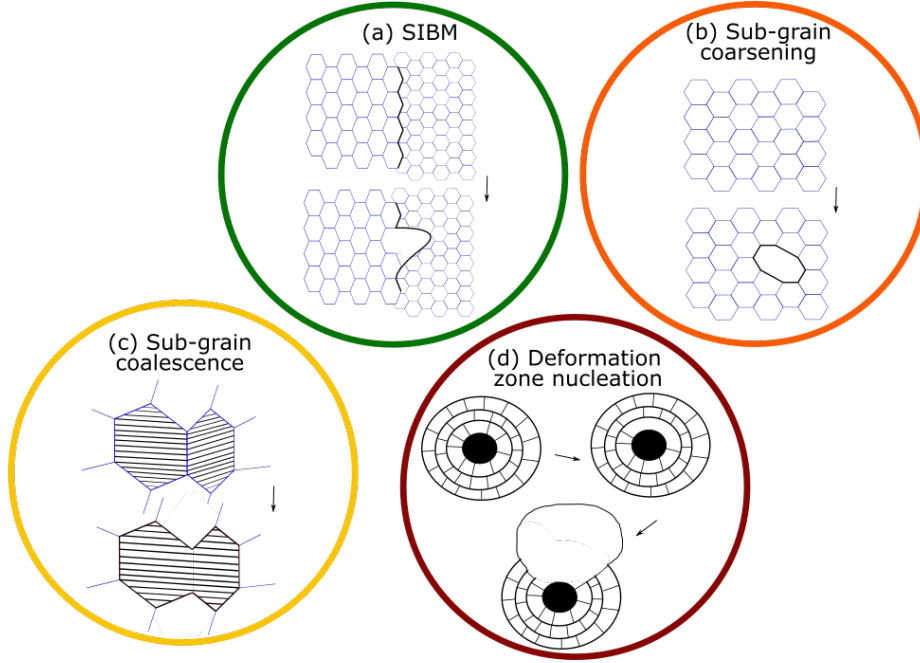 (a) SIBM
(b) Sub-grain
coarsening
(c) Sub-grain
coalescence
(d) Deformation
zone nucleation